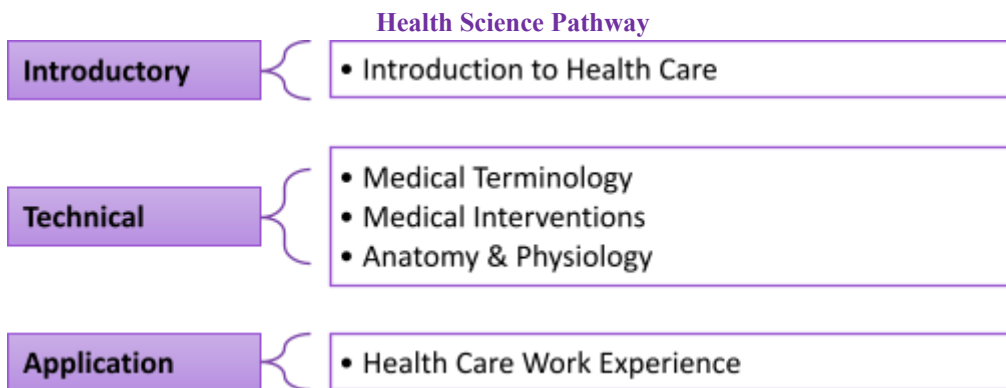 Health Science Pathway
Introductory
• Introduction to Health Care
Technical
• Medical Terminology
• Medical Interventions
• Anatomy & Physiology
Application
• Health Care Work Experience